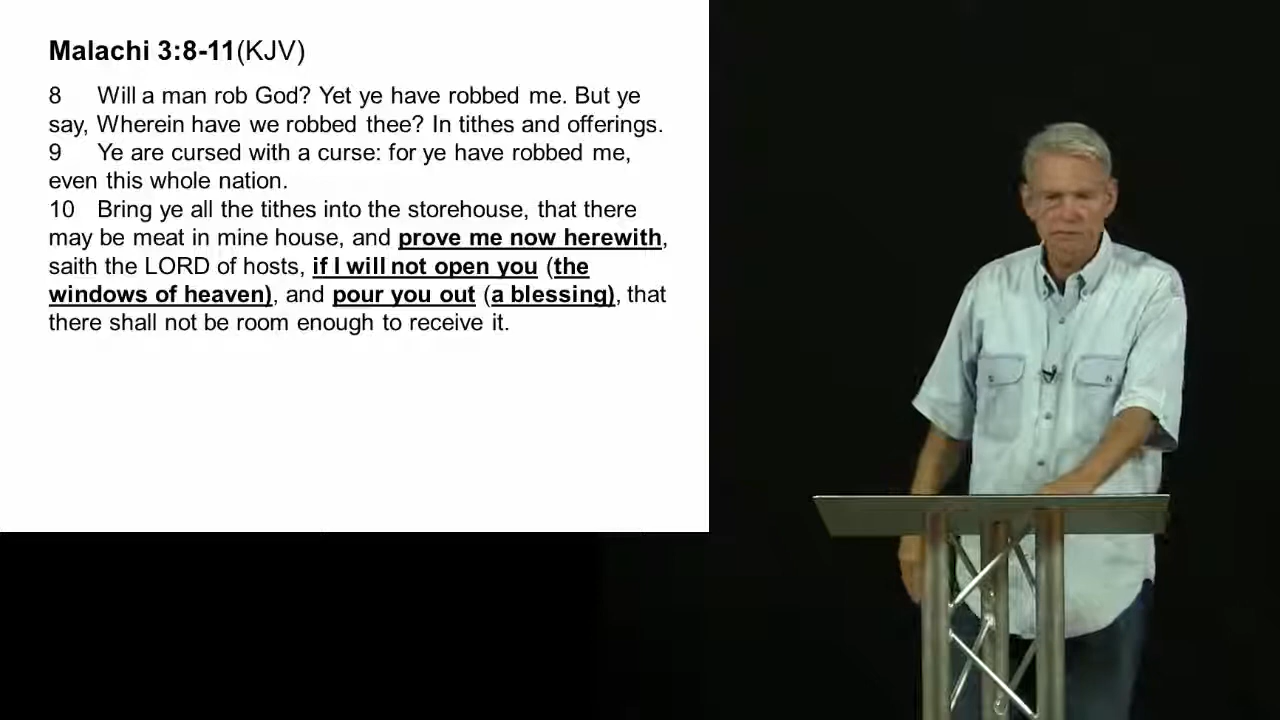 Malachi 3:8-11(KJV)
8 Will a man rob God? Yet ye have robbed me. But ye
say, Wherein have we robbed thee? In tithes and offerings.
9 Ye are cursed with a curse: for ye have robbed me,
even this whole nation.
10 Bring ye all the tithes into the storehouse, that there
may be meat in mine house, and prove me now herewith,
saith the LORD of hosts, if I will not open you (the
windows of heaven), and pour you out (a blessing), that
there shall not be room enough to receive it.